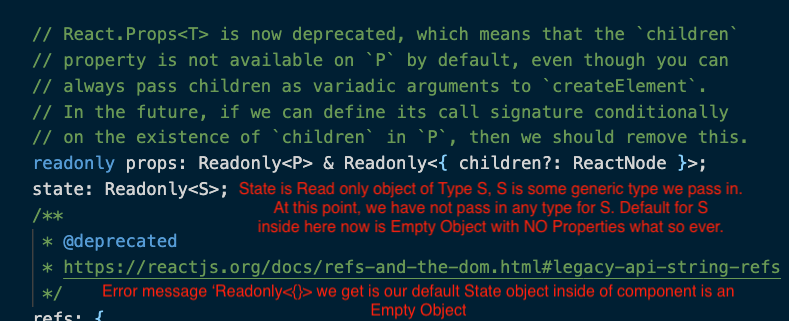 // React.Props<T> is now deprecated, which means that the `children`
// property is not available on `P` by default, even though you can
// always pass children as variadic arguments to `createElement`.
// In the future, if we can define its call signature conditionally
// on the existence of `children` in `P`, then we should remove this.
readonly props: Readonly<P> & Readonly<{ children?: ReactNode }>;
state: Readonly<S>; State is Read only object of Type S, S is some generic type we pass in.
At this point, we have not pass in any type for S. Default for S
/** inside here now is Empty Object with NO Properties what so ever.
* @deprecated
* https://reactjs.org/docs/refs-and-the-dom.html#legacy-api-string-refs
*/ Error message ‘Readonly<{}> we get is our default State object inside of component is an
Empty Object
refs: {